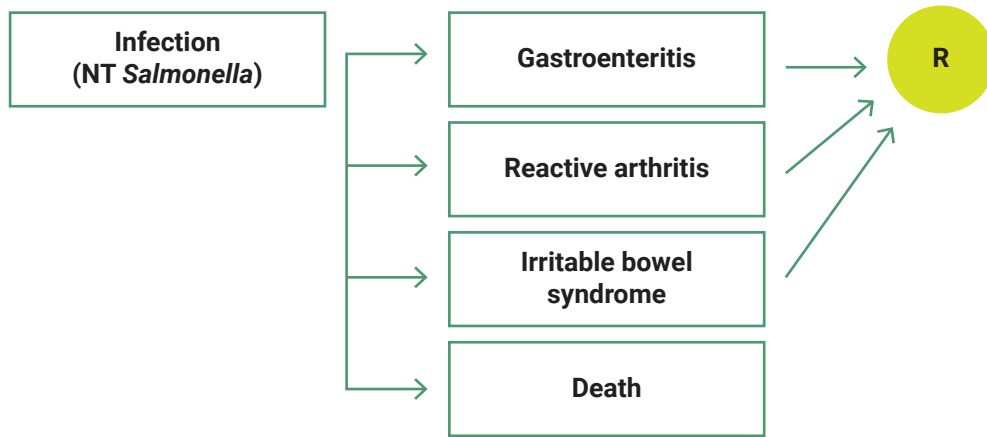 Infection
(NT Salmonella)
Gastroenteritis
R
Reactive arthritis
Irritable bowel
syndrome
Death